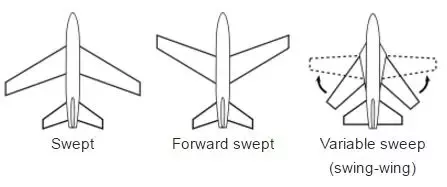 Swept
Forward swept
Variable sweep
(swing-wing)